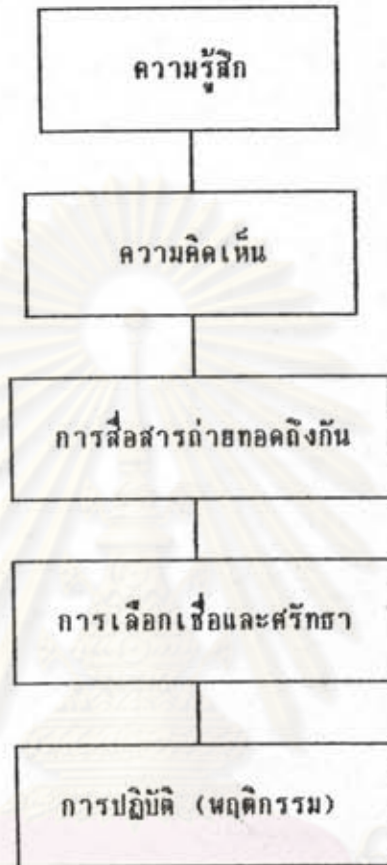 ความรู้สึก
ความคิดเห็น
การสื่อสารถ่ายทอดถึงกัน
การเลือกเชื่อและศรัทธา
การปฏิบัติ (พฤติกรรม)